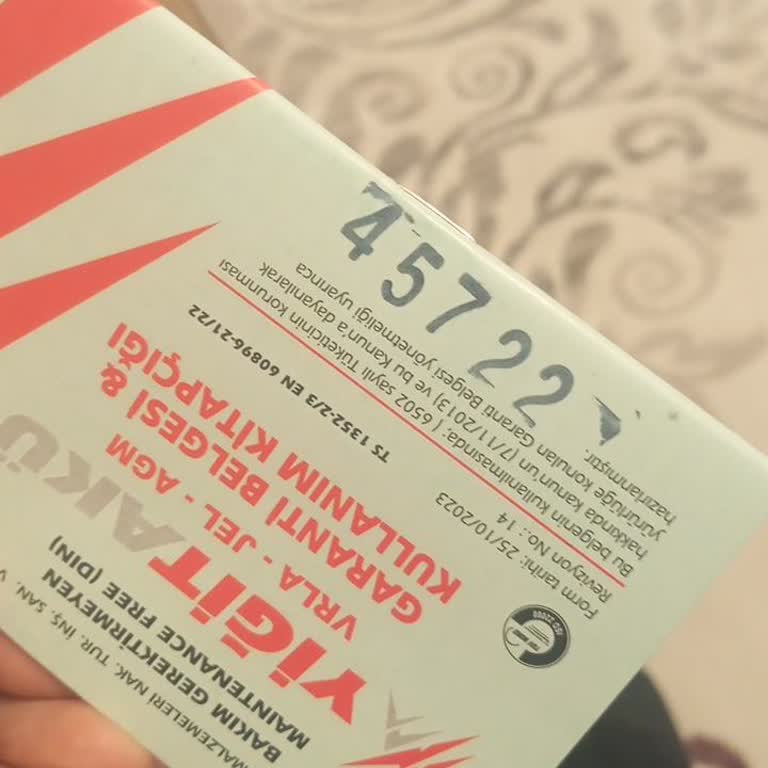 MALZEMELERİ NAK. TUR. İNŞ. SAN. V
BAKIM GEREKTİRMEYEN
MAINTENANCE FREE (DIN)
YİĞİTAKÜ
VRLA - JEL - AGM
GARANTİ BELGESİ &
KULLANIM KİTAPÇIĞI
TS 1352-2/3 EN 60896-21/22
ISO 22000
Form tarihi: 25/10/2023
Revizyon No.: 14
Bu belgenin kullanılmasında; ( 6502 sayılı Tüketicinin korunması
hakkında kanun'un (7/11/2013) ve bu Kanun'a dayanılarak
yürürlüğe konulan Garanti Belgesi yönetmeliği uyarınca
hazırlanmıştır.
45722